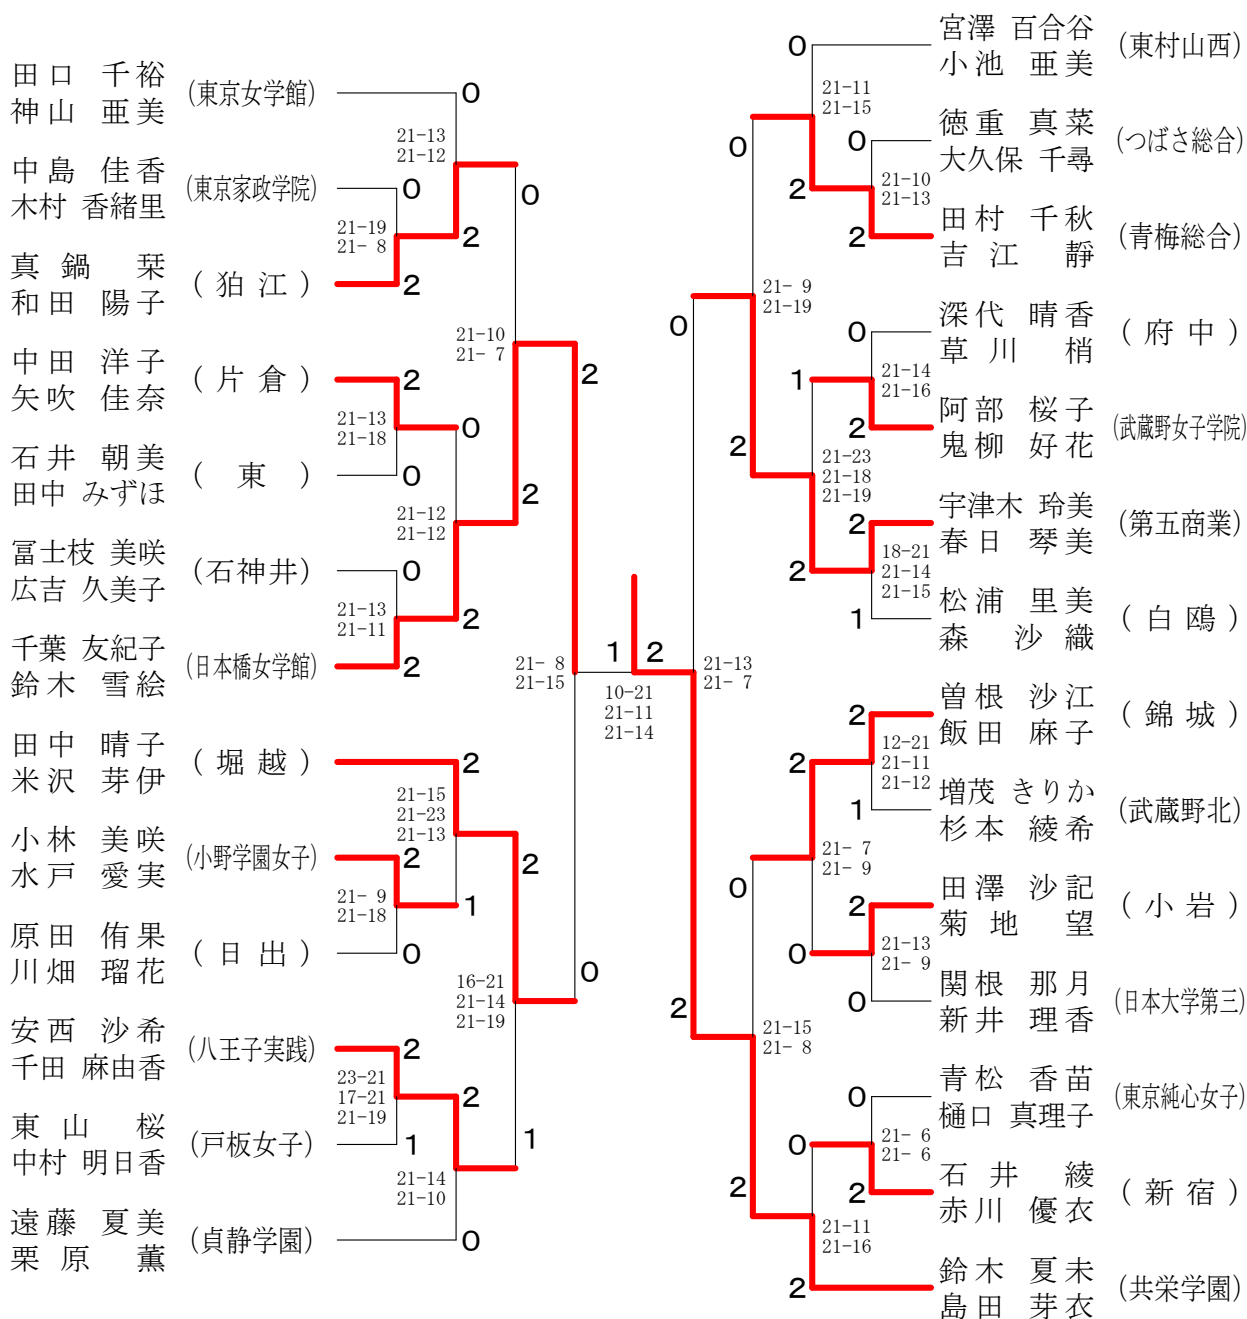 田口 千裕
神山 亜美
(東京女学館)
0
21-13
21-12
中島 佳香
木村 香緒里
(東京家政学院)
0
0
21-19
21- 8
2
真鍋 栞
和田 陽子
(狛江)
2
21-10
21- 7
2
中田 洋子
矢吹 佳奈
(片倉)
2
21-13
21-18
0
石井 朝美
田中 みずほ
(東)
0
2
21-12
21-12
冨士枝 美咲
広吉 久美子
(石神井)
0
21-13
21-11
2
千葉 友紀子
鈴木 雪絵
(日本橋女学館)
2
21- 8
21-15
田中 晴子
米沢 芽伊
(堀越)
2
21-15
21-23
21-13
2
小林 美咲
水戸 愛実
(小野学園女子)
2
21- 9
21-18
1
原田 侑果
川畑 瑠花
(日出)
0
0
16-21
21-14
21-19
安西 沙希
千田 麻由香
(八王子実践)
2
23-21
17-21
21-19
2
東山 桜
中村 明日香
(戸板女子)
1
1
21-14
21-10
遠藤 夏美
栗原 薫
(貞静学園)
0
1
2
10-21
21-11
21-14
宮澤 百合谷
小池 亜美
(東村山西)
0
21-11
21-15
徳重 真菜
大久保 千尋
(つばさ総合)
0
0
2
21-10
21-13
田村 千秋
吉江 靜
(青梅総合)
2
21- 9
21-19
0
深代 晴香
草川 梢
(府中)
0
21-14
21-16
1
阿部 桜子
鬼柳 好花
(武蔵野女子学院)
2
2
21-23
21-18
21-19
宇津木 玲美
春日 琴美
(第五商業)
2
18-21
21-14
21-15
2
松浦 里美
森 沙織
(白鴎)
1
21-13
21- 7
曽根 沙江
飯田 麻子
(錦城)
2
12-21
21-11
21-12
2
増茂 きりか
杉本 綾希
(武蔵野北)
1
21- 7
21- 9
0
田澤 沙記
菊地 望
(小岩)
2
21-13
21- 9
0
関根 那月
新井 理香
(日本大学第三)
0
2
21-15
21- 8
青松 香苗
樋口 真理子
(東京純心女子)
0
21- 6
21- 6
0
石井 綾
赤川 優衣
(新宿)
2
2
21-11
21-16
鈴木 夏未
島田 芽衣
(共栄学園)
2